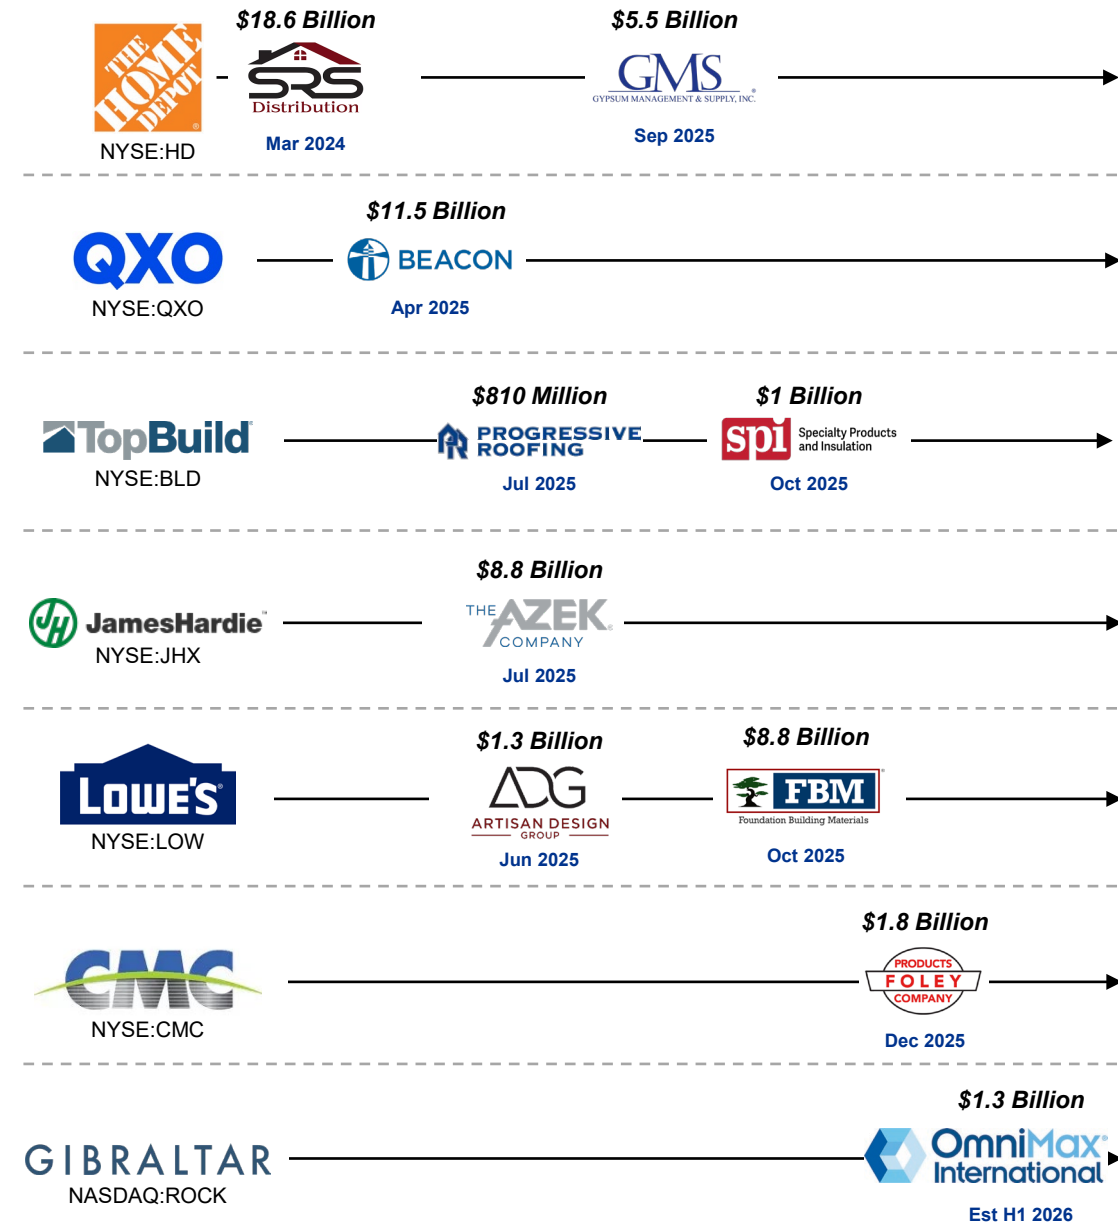 $18.6 Billion
$5.5 Billion
THE
HOME
DEPOT
SRS
Distribution
GMS
GYPSUM MANAGEMENT & SUPPLY, INC.
NYSE:HD
Mar 2024
Sep 2025
$11.5 Billion
QXO
BEACON
NYSE:QXO
Apr 2025
$810 Million
$1 Billion
TopBuild
PROGRESSIVE
ROOFING
spi
Specialty Products
and Insulation
NYSE:BLD
Jul 2025
Oct 2025
$8.8 Billion
JH JamesHardie™
THE
AZEK®
COMPANY
NYSE:JHX
Jul 2025
$1.3 Billion
$8.8 Billion
LOWE'S
ADG
ARTISAN DESIGN
GROUP
FBM
Foundation Building Materials
NYSE:LOW
Jun 2025
Oct 2025
$1.8 Billion
CMC
PRODUCTS
FOLEY
COMPANY
NYSE:CMC
Dec 2025
$1.3 Billion
GIBRALTAR
OmniMax
International
NASDAQ:ROCK
Est H1 2026